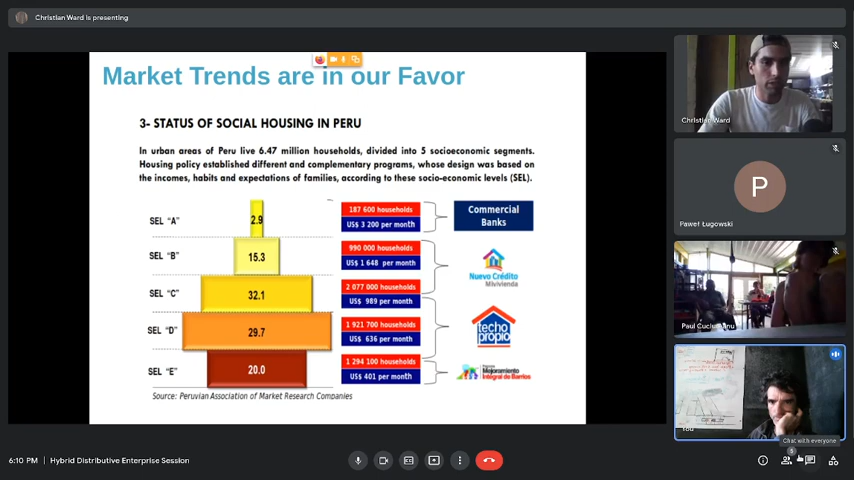 Christian Ward is presenting
Market Trends are in our Favor
3- STATUS OF SOCIAL HOUSING IN PERU
In urban areas of Peru live 6.47 million households, divided into 5 socioeconomic segments.
Housing policy established different and complementary programs, whose design was based on
the incomes, habits and expectations of families, according to these socio-economic levels (SEL).
SEL "A"
2.9
187 600 households
US$ 3 200 per month
Commercial
Banks
SEL "B"
15.3
990 000 households
US$ 1 648 per month
Nuevo Crédito
Mivivienda
SEL "C"
32.1
2 077 000 households
US$ 989 per month
SEL "D"
29.7
1 921 700 households
US$ 636 per month
techo
propio
SEL "E"
20.0
1 294 100 households
US$ 401 per month
Mejoramiento
Integral de Barrios
Source: Peruvian Association of Market Research Companies
Christian Ward
P
Paweł Ługowski
Paul
You
Chat with everyone
5
6:10 PM | Hybrid Distributive Enterprise Session